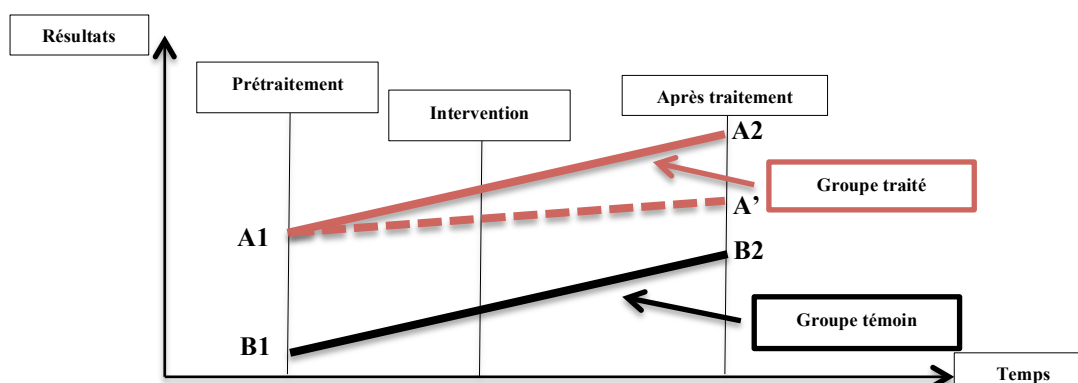 Résultats
Prétraitement
Intervention
Après traitement
A2
Groupe traité
A’
A1
B2
Groupe témoin
B1
Temps